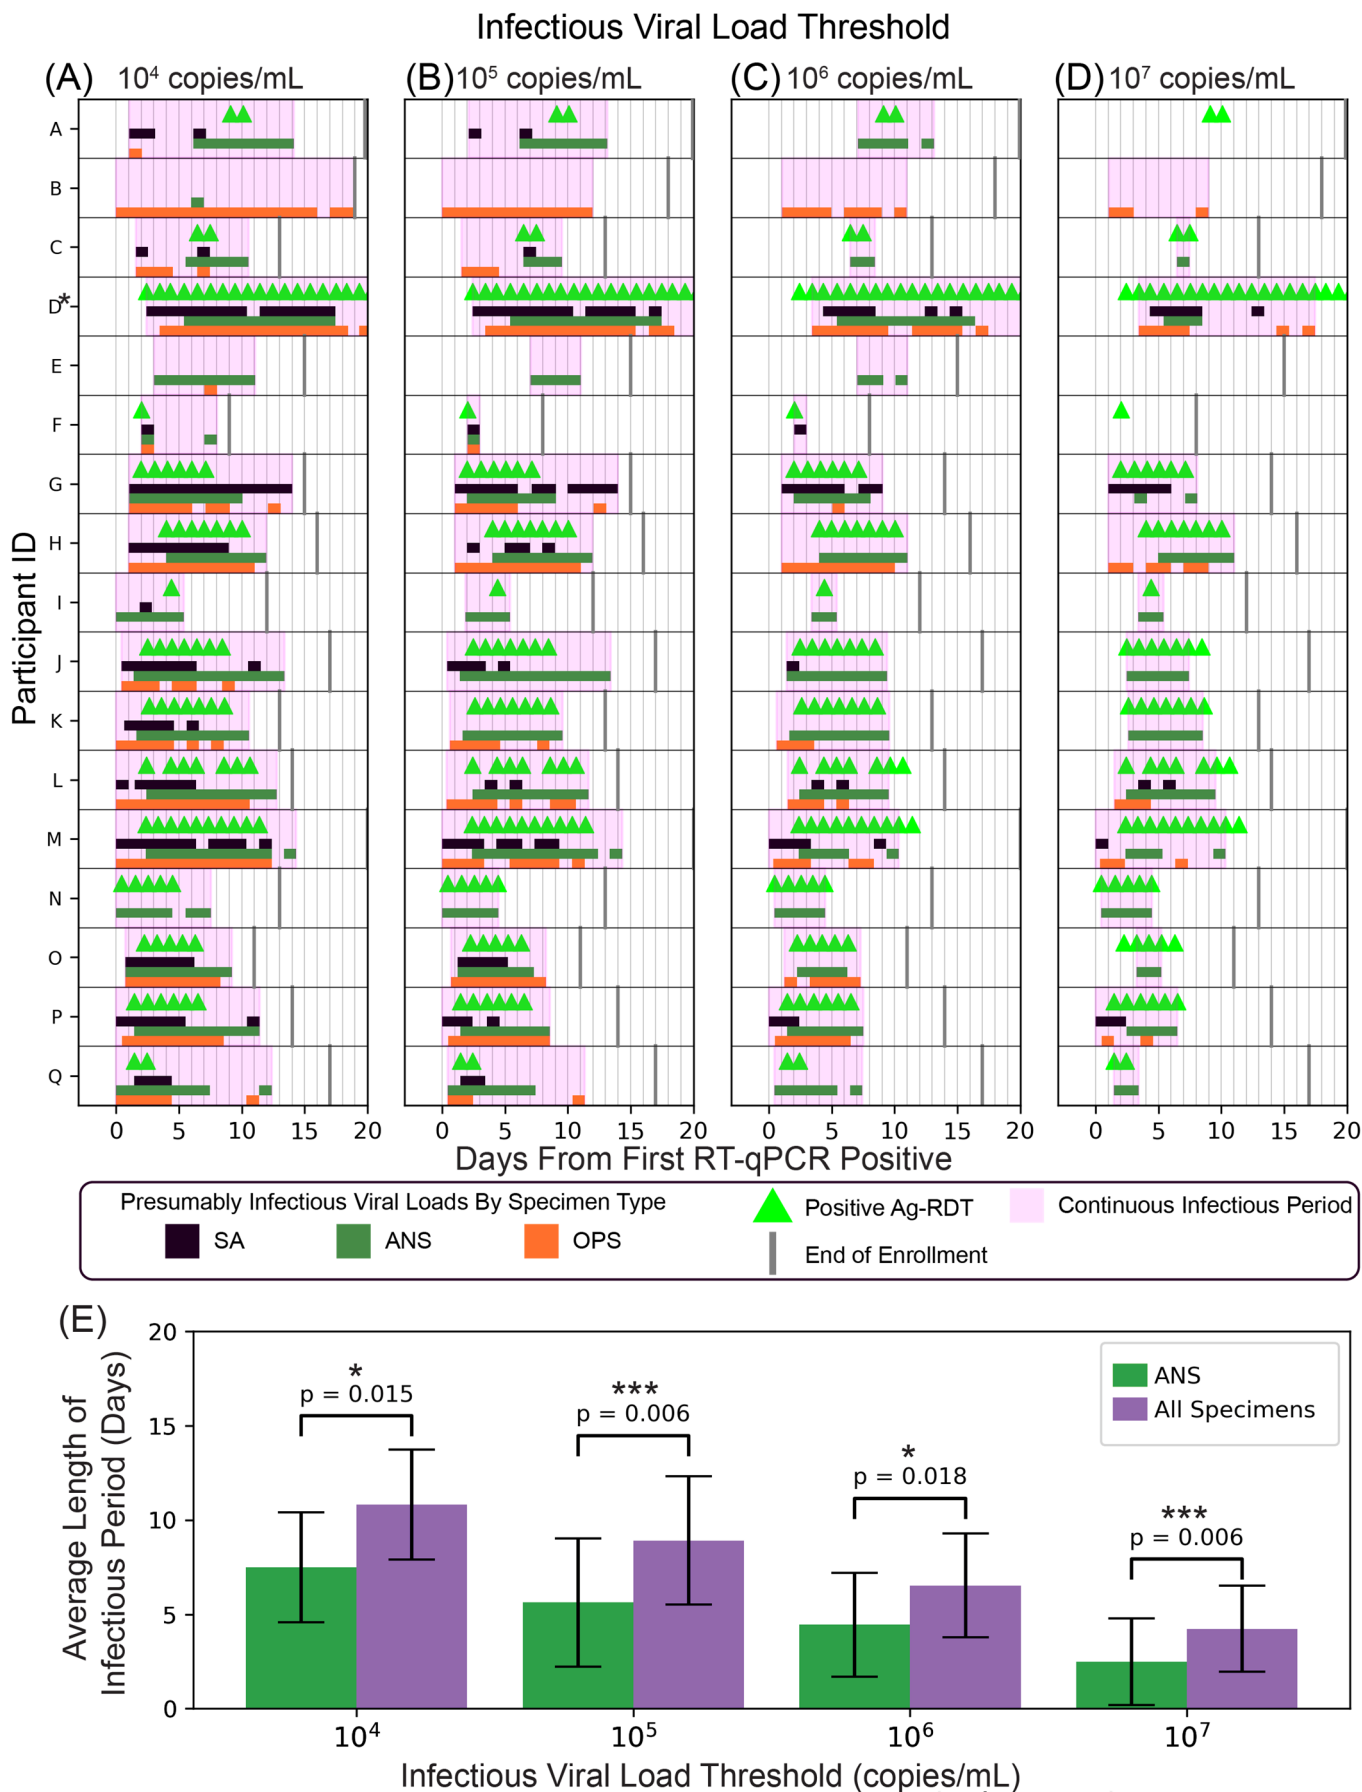 Infectious Viral Load Threshold
(A) 10⁴ copies/mL (B) 10⁵ copies/mL (C) 10⁶ copies/mL (D) 10⁷ copies/mL
A
B
C
D*
E
F
G
H
I
J
K
L
M
N
O
P
Q
Participant ID
0 5 10 15 20 0 5 10 15 20 0 5 10 15 20 0 5 10 15 20
Days From First RT-qPCR Positive
Presumably Infectious Viral Loads By Specimen Type
SA ANS OPS
Positive Ag-RDT
Continuous Infectious Period
End of Enrollment
(E)
Average Length of
Infectious Period (Days)
20
15
10
5
0
*
p = 0.015
***
p = 0.006
*
p = 0.018
***
p = 0.006
ANS
All Specimens
10⁴ 10⁵ 10⁶ 10⁷
Infectious Viral Load Threshold (copies/mL)